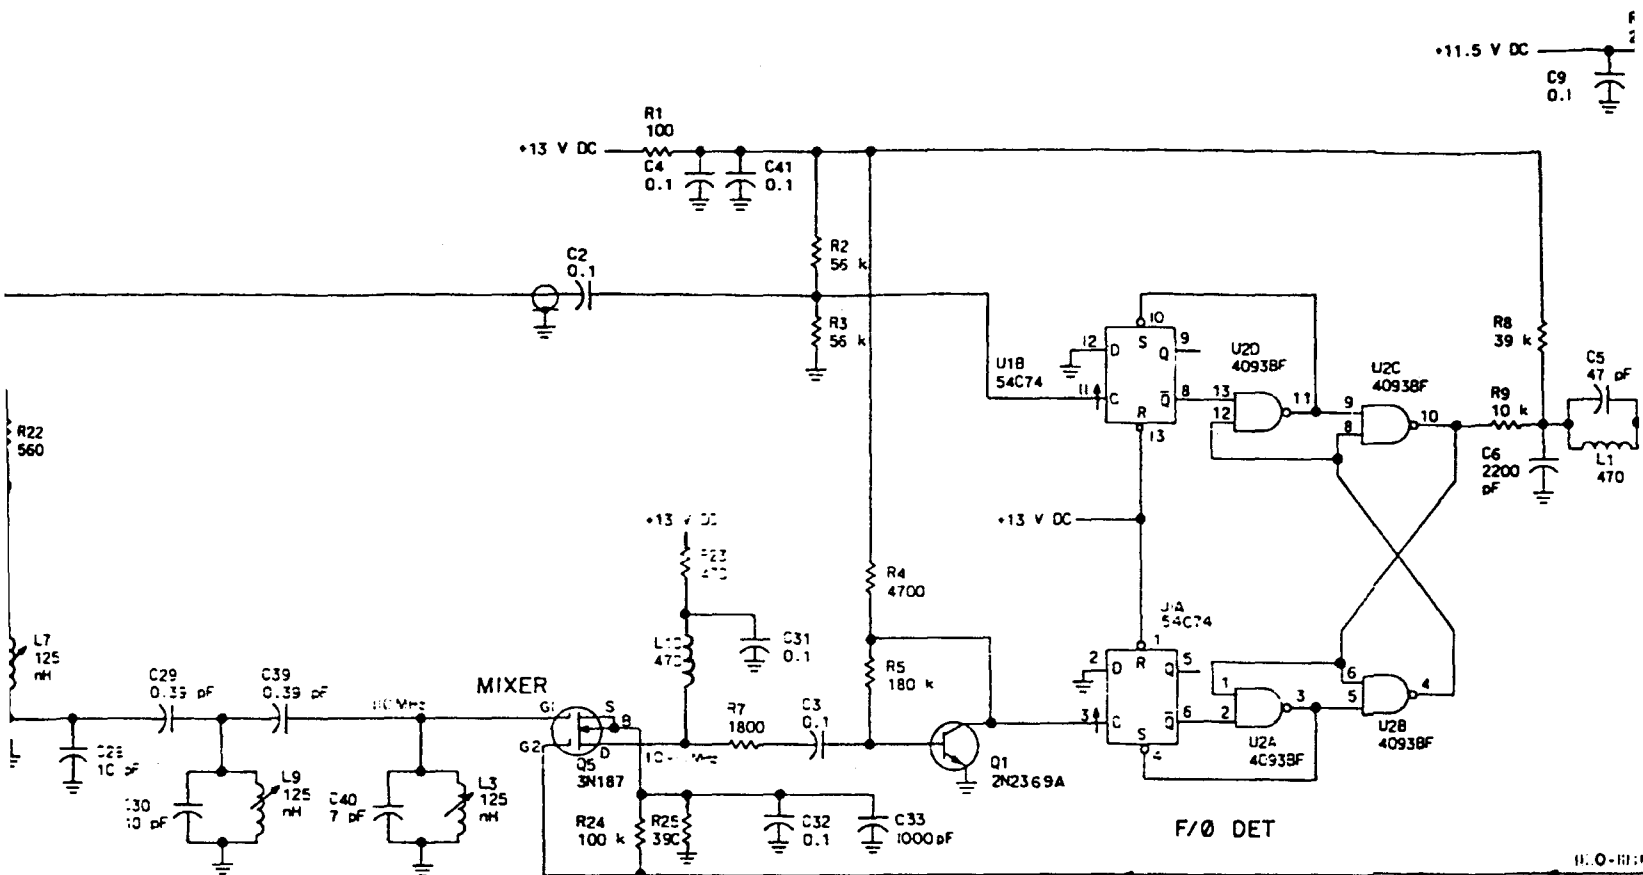 +11.5 V DC
C9
0.1
R1
100
+13 V DC
C4
0.1
C41
0.1
R2
56 k
C2
0.1
R3
56 k
10
12
D
S
Q
9
U1B
54C74
11
C
R
Q
8
13
U2D
4093BF
13
12
11
U2C
4093BF
9
8
10
R8
39 k
R9
10 k
C5
47 pF
C6
2200
pF
L1
470
R22
560
+13 V DC
+13 V DC
R4
4700
C31
0.1
R5
180 k
54C74
1
2
D
R
Q
5
3
C
S
Q
6
4
1
2
3
U2A
4093BF
6
5
4
U2B
4093BF
L7
125
nH
C29
0.39 pF
C39
0.39 pF
MIXER
G1
G2
S
B
D
Q5
3N187
R7
1800
C3
0.1
Q1
2N2369A
10 pF
L9
125
nH
C40
7 pF
L3
125
nH
R24
100 k
R25
390
C32
0.1
C33
1000 pF
F/Ø DET